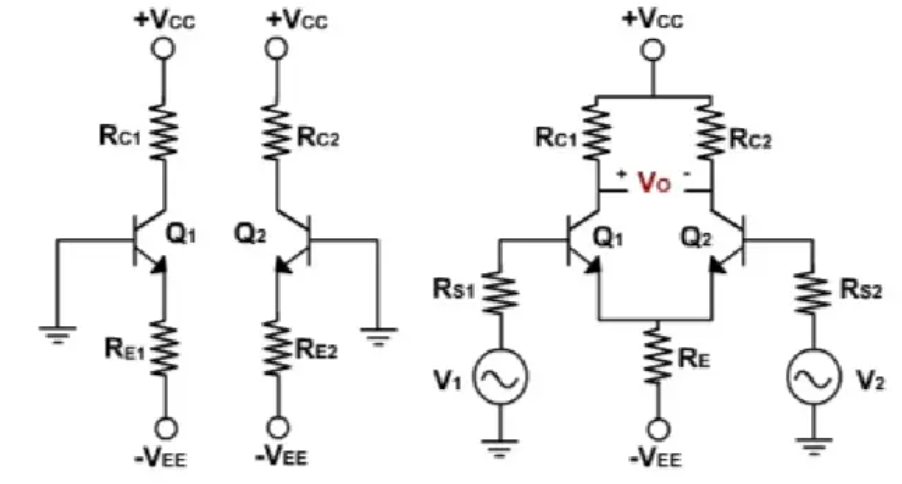 +VCC +VCC +VCC
RC1 RC2 RC1 RC2
+ VO -
Q1 Q2 Q1 Q2
RS1 RS2
RE1 RE2 RE
V1 V2
-VEE -VEE -VEE